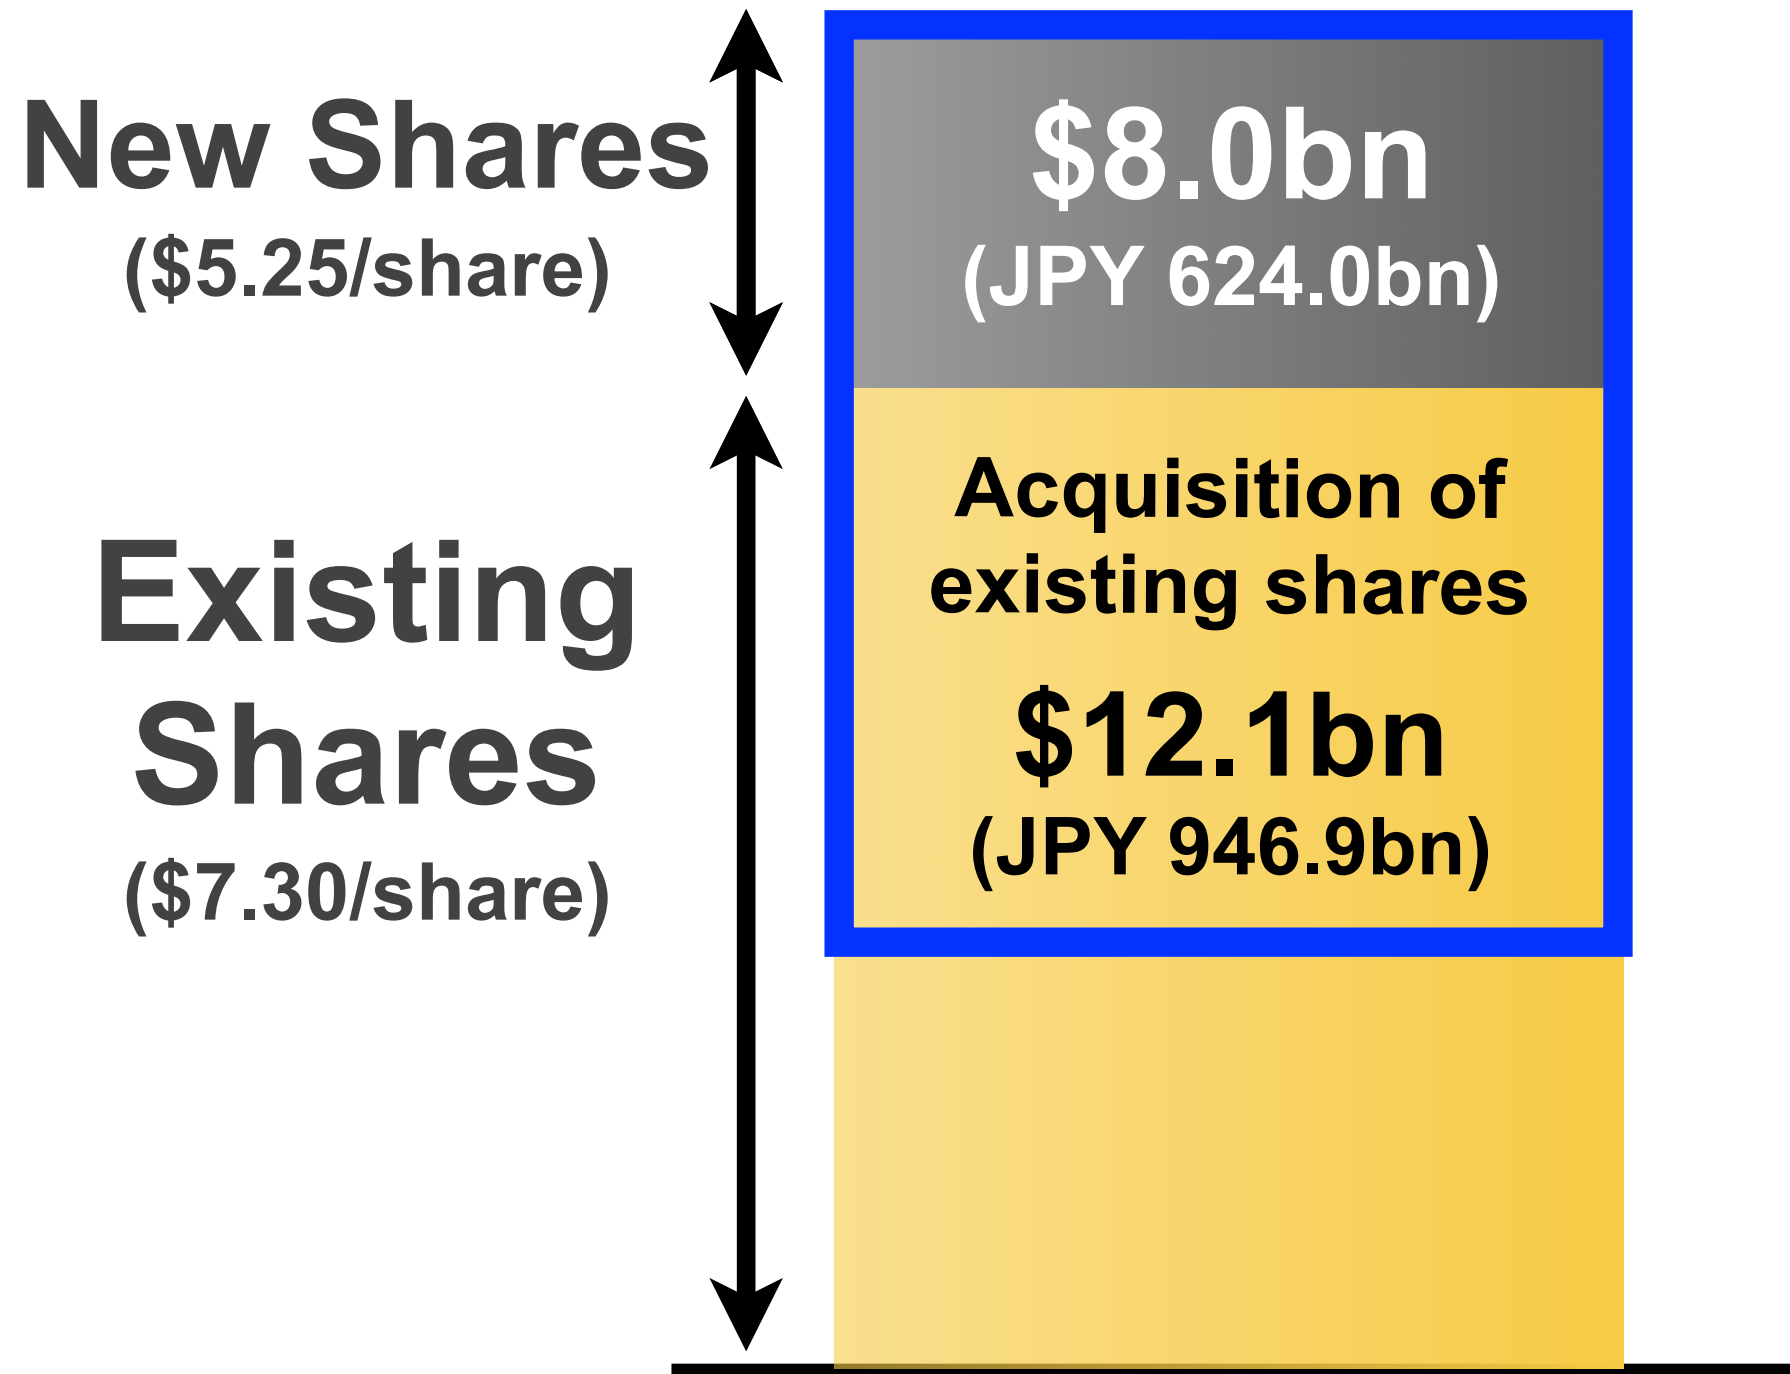 New Shares
($5.25/share)
$8.0bn
(JPY 624.0bn)
Existing
Shares
($7.30/share)
Acquisition of
existing shares
$12.1bn
(JPY 946.9bn)